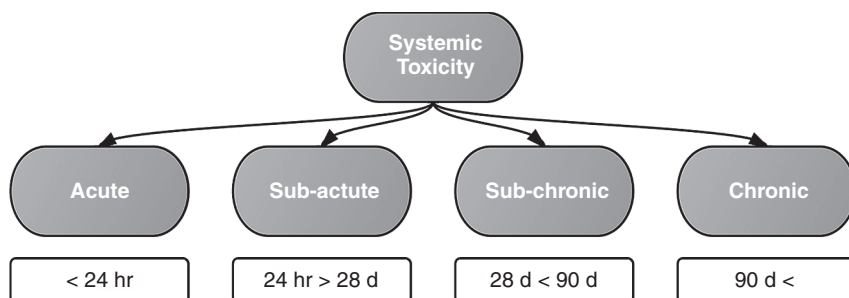 Systemic
Toxicity
Acute
Sub-actute
Sub-chronic
Chronic
< 24 hr
24 hr > 28 d
28 d < 90 d
90 d <